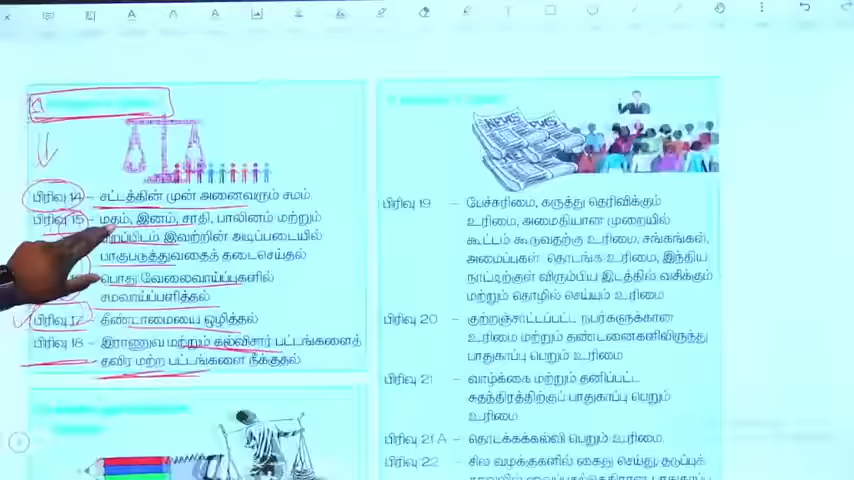 பிரிவு 14 – சட்டத்தின் முன் அனைவரும் சமம்
பிரிவு 15 – மதம், இனம், சாதி, பாலினம் மற்றும்
பிறப்பிடம் இவற்றின் அடிப்படையில்
பாகுபடுத்துவதைத் தடைசெய்தல்
பொது வேலைவாய்ப்புகளில்
சமவாய்ப்பளித்தல்
பிரிவு 17 – தீண்டாமையை ஒழித்தல்
பிரிவு 18 – இராணுவ மற்றும் கல்விசார் பட்டங்களைத்
தவிர மற்ற பட்டங்களை நீக்குதல்
NEWS
பிரிவு 19 – பேச்சுரிமை, கருத்து தெரிவிக்கும்
உரிமை, அமைதியான முறையில்
கூட்டம் கூருவதற்கு உரிமை, சங்கங்கள்,
அமைப்புகள் தொடங்க உரிமை, இந்திய
நாட்டிற்குள் விரும்பிய இடத்தில் வசிக்கும்
மற்றும் தொழில் செய்யும் உரிமை
பிரிவு 20 – குற்றஞ்சாட்டப்பட்ட நபர்களுக்கான
உரிமை மற்றும் தண்டனைகளிலிருந்து
பாதுகாப்பு பெறும் உரிமை
பிரிவு 21 – வாழ்க்கை மற்றும் தனிப்பட்ட
சுதந்திரத்திற்குப் பாதுகாப்பு பெறும்
உரிமை
பிரிவு 21 A – தொடக்கக்கல்வி பெறும் உரிமை
பிரிவு 22 – சில வழக்குகளில் கைது செய்து, தடுப்புக்